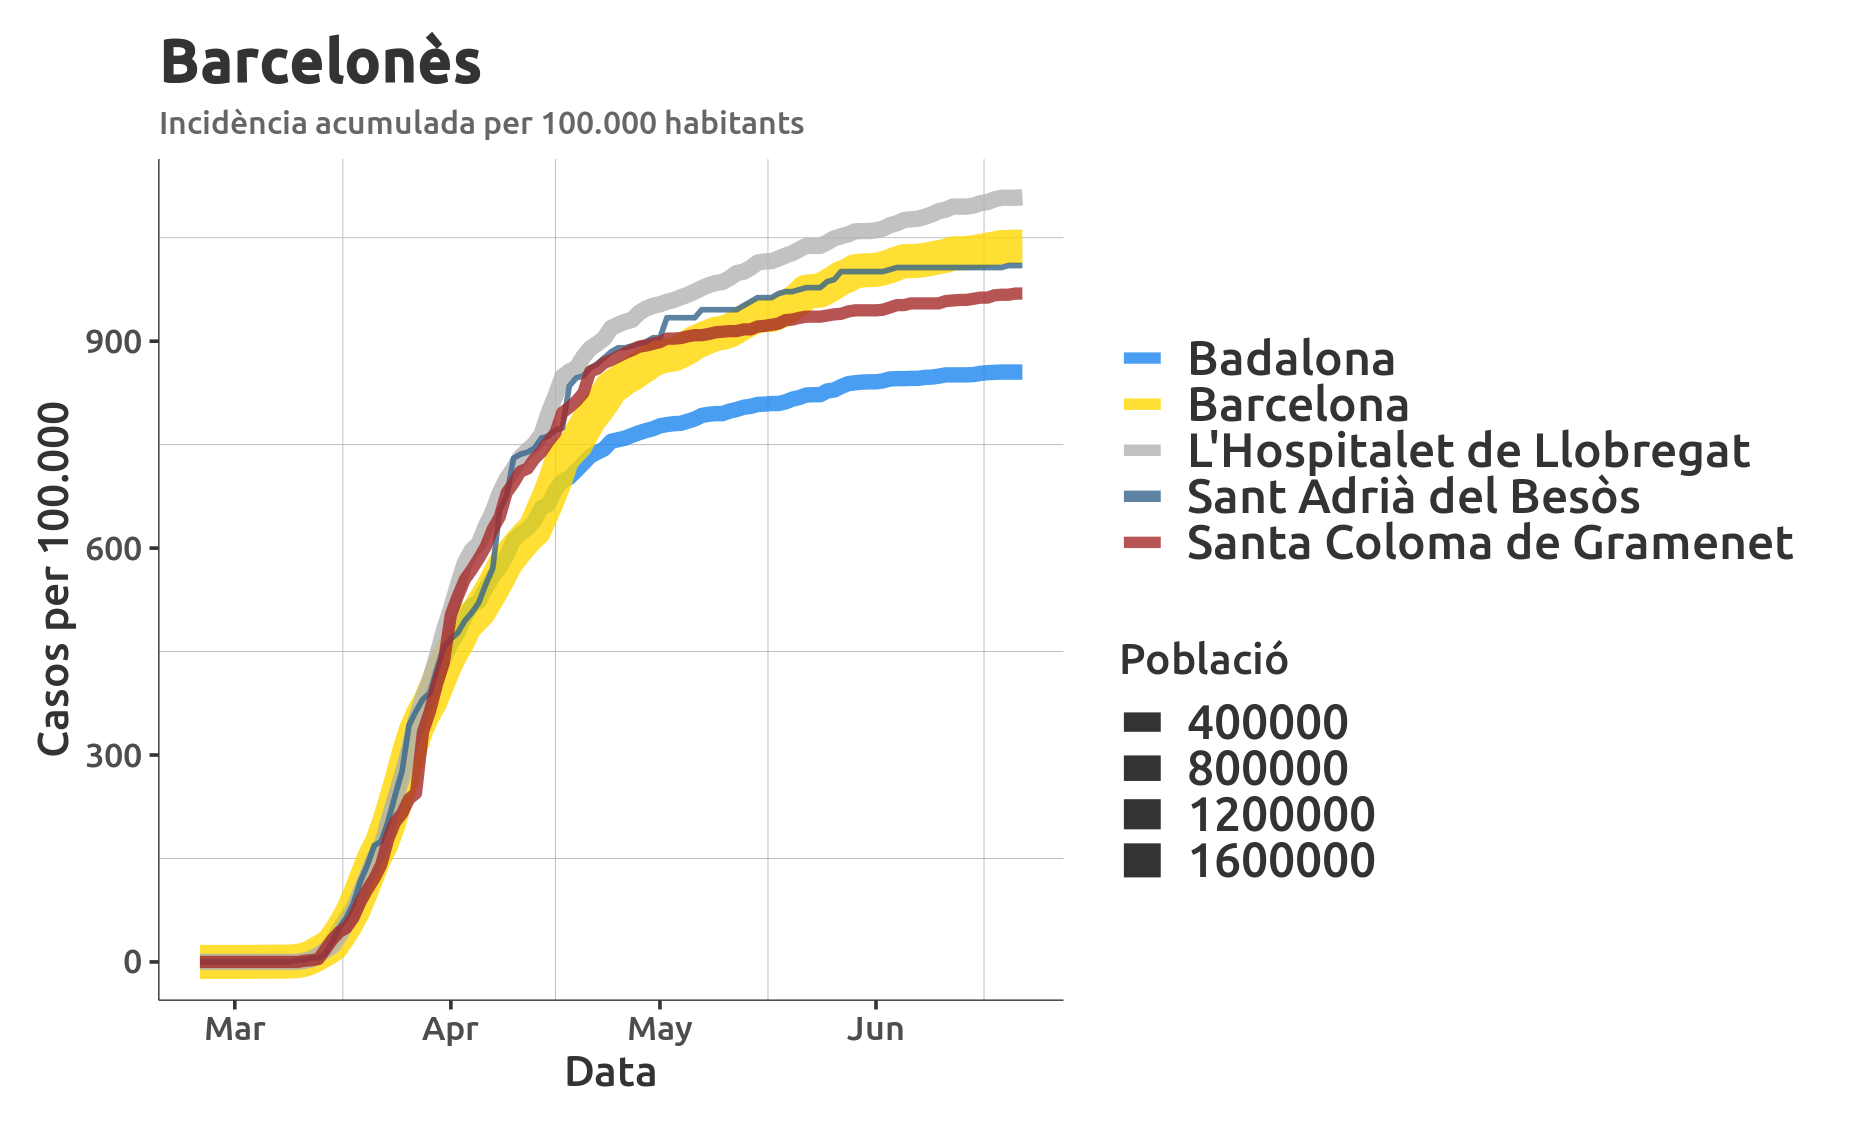 Barcelonès
Incidència acumulada per 100.000 habitants
Casos per 100.000
900
600
300
0
Mar Apr May Jun
Data
Badalona
Barcelona
L'Hospitalet de Llobregat
Sant Adrià del Besòs
Santa Coloma de Gramenet
Població
400000
800000
1200000
1600000